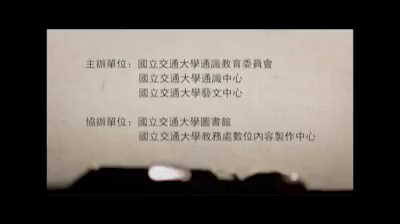 主辦單位：國立交通大學通識教育委員會
國立交通大學通識中心
國立交通大學藝文中心
協辦單位：國立交通大學圖書館
國立交通大學教務處數位內容製作中心